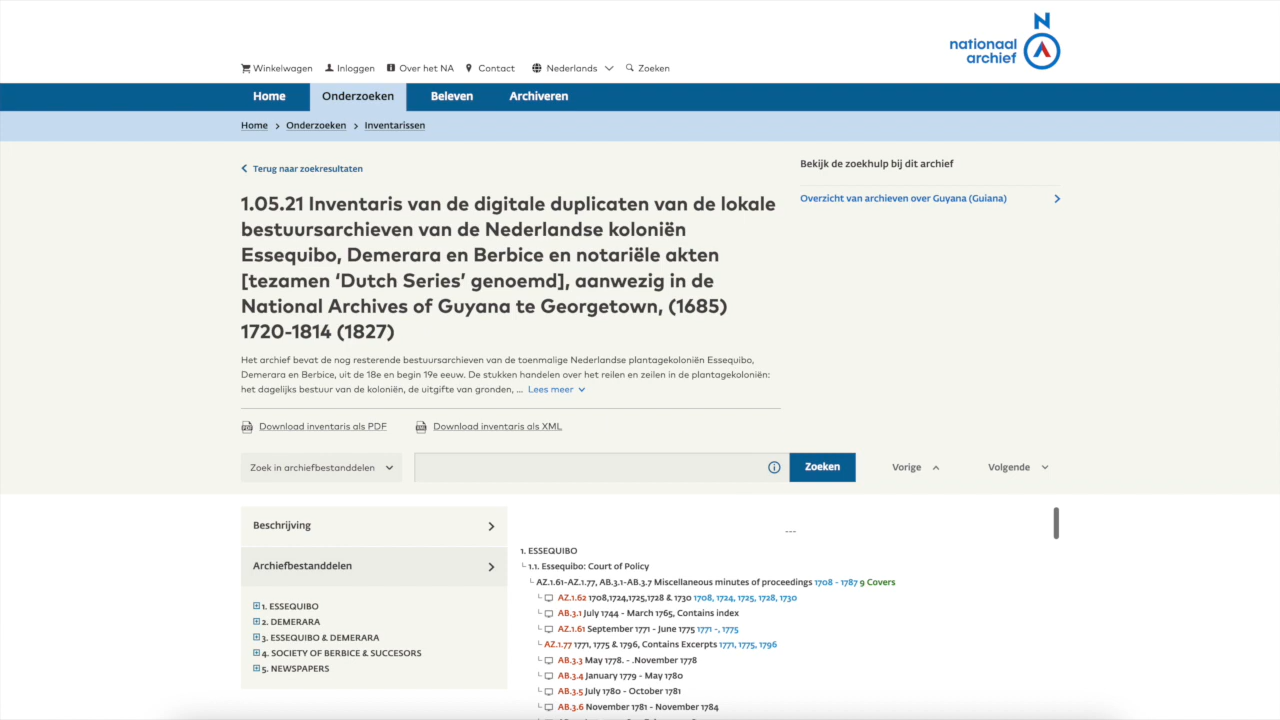 nationaal
archief
Winkelwagen Inloggen Over het NA Contact Nederlands Zoeken
Home Onderzoeken Beleven Archiveren
Home > Onderzoeken > Inventarissen
Terug naar zoekresultaten
Bekijk de zoekhulp bij dit archief
Overzicht van archieven over Guyana (Guiana)
1.05.21 Inventaris van de digitale duplicaten van de lokale
bestuursarchieven van de Nederlandse koloniën
Essequibo, Demerara en Berbice en notariële akten
[tezamen ‘Dutch Series’ genoemd], aanwezig in de
National Archives of Guyana te Georgetown, (1685)
1720-1814 (1827)
Het archief bevat de nog resterende bestuursarchieven van de toenmalige Nederlandse plantagekoloniën Essequibo,
Demerara en Berbice, uit de 18e en begin 19e eeuw. De stukken handelen over het reilen en zeilen in de plantagekoloniën:
het dagelijks bestuur van de koloniën, de uitgifte van gronden, ... Lees meer
Download inventaris als PDF Download inventaris als XML
Zoek in archiefbestanddelen Zoeken Vorige Volgende
Beschrijving
Archiefbestanddelen
1. ESSEQUIBO
2. DEMERARA
3. ESSEQUIBO & DEMERARA
4. SOCIETY OF BERBICE & SUCCESORS
5. NEWSPAPERS
---
1. ESSEQUIBO
1.1. Essequibo: Court of Policy
AZ.1.61-AZ.1.77, AB.3.1-AB.3.7 Miscellaneous minutes of proceedings 1708 - 1787 9 Covers
AZ.1.62 1708,1724,1725,1728 & 1730 1708, 1724, 1725, 1728, 1730
AB.3.1 July 1744 - March 1765, Contains index
AZ.1.61 September 1771 - June 1775 1771 -, 1775
AZ.1.77 1771, 1775 & 1796, Contains Excerpts 1771, 1775, 1796
AB.3.3 May 1778. - .November 1778
AB.3.4 January 1779 - May 1780
AB.3.5 July 1780 - October 1781
AB.3.6 November 1781 - November 1784